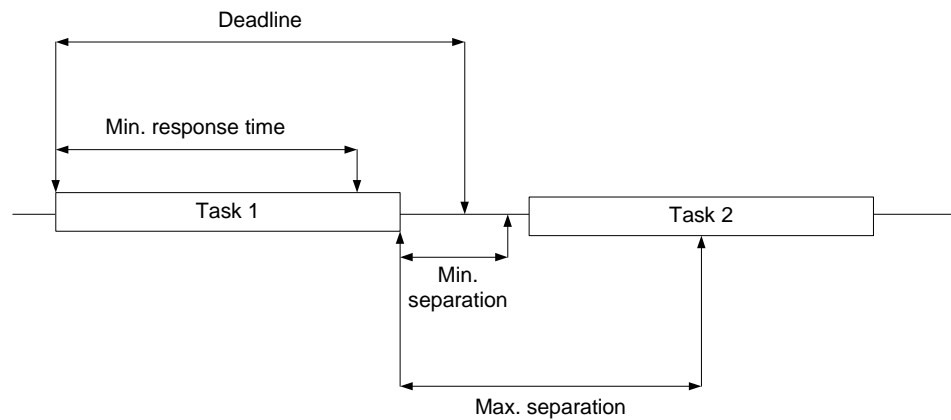 Deadline
Min. response time
Task 1
Task 2
Min.
separation
Max. separation